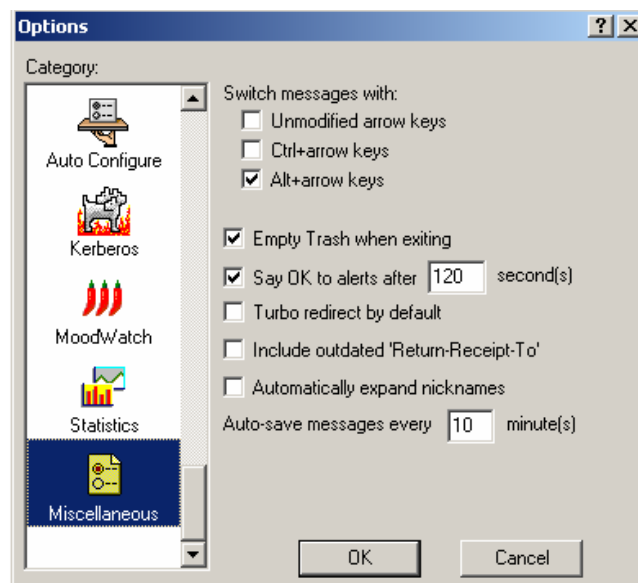 Options
Category:
Auto Configure
Kerberos
MoodWatch
Statistics
Miscellaneous
Switch messages with:
Unmodified arrow keys
Ctrl+arrow keys
Alt+arrow keys
Empty Trash when exiting
Say OK to alerts after 120 second(s)
Turbo redirect by default
Include outdated 'Return-Receipt-To'
Automatically expand nicknames
Auto-save messages every 10 minute(s)
OK
Cancel